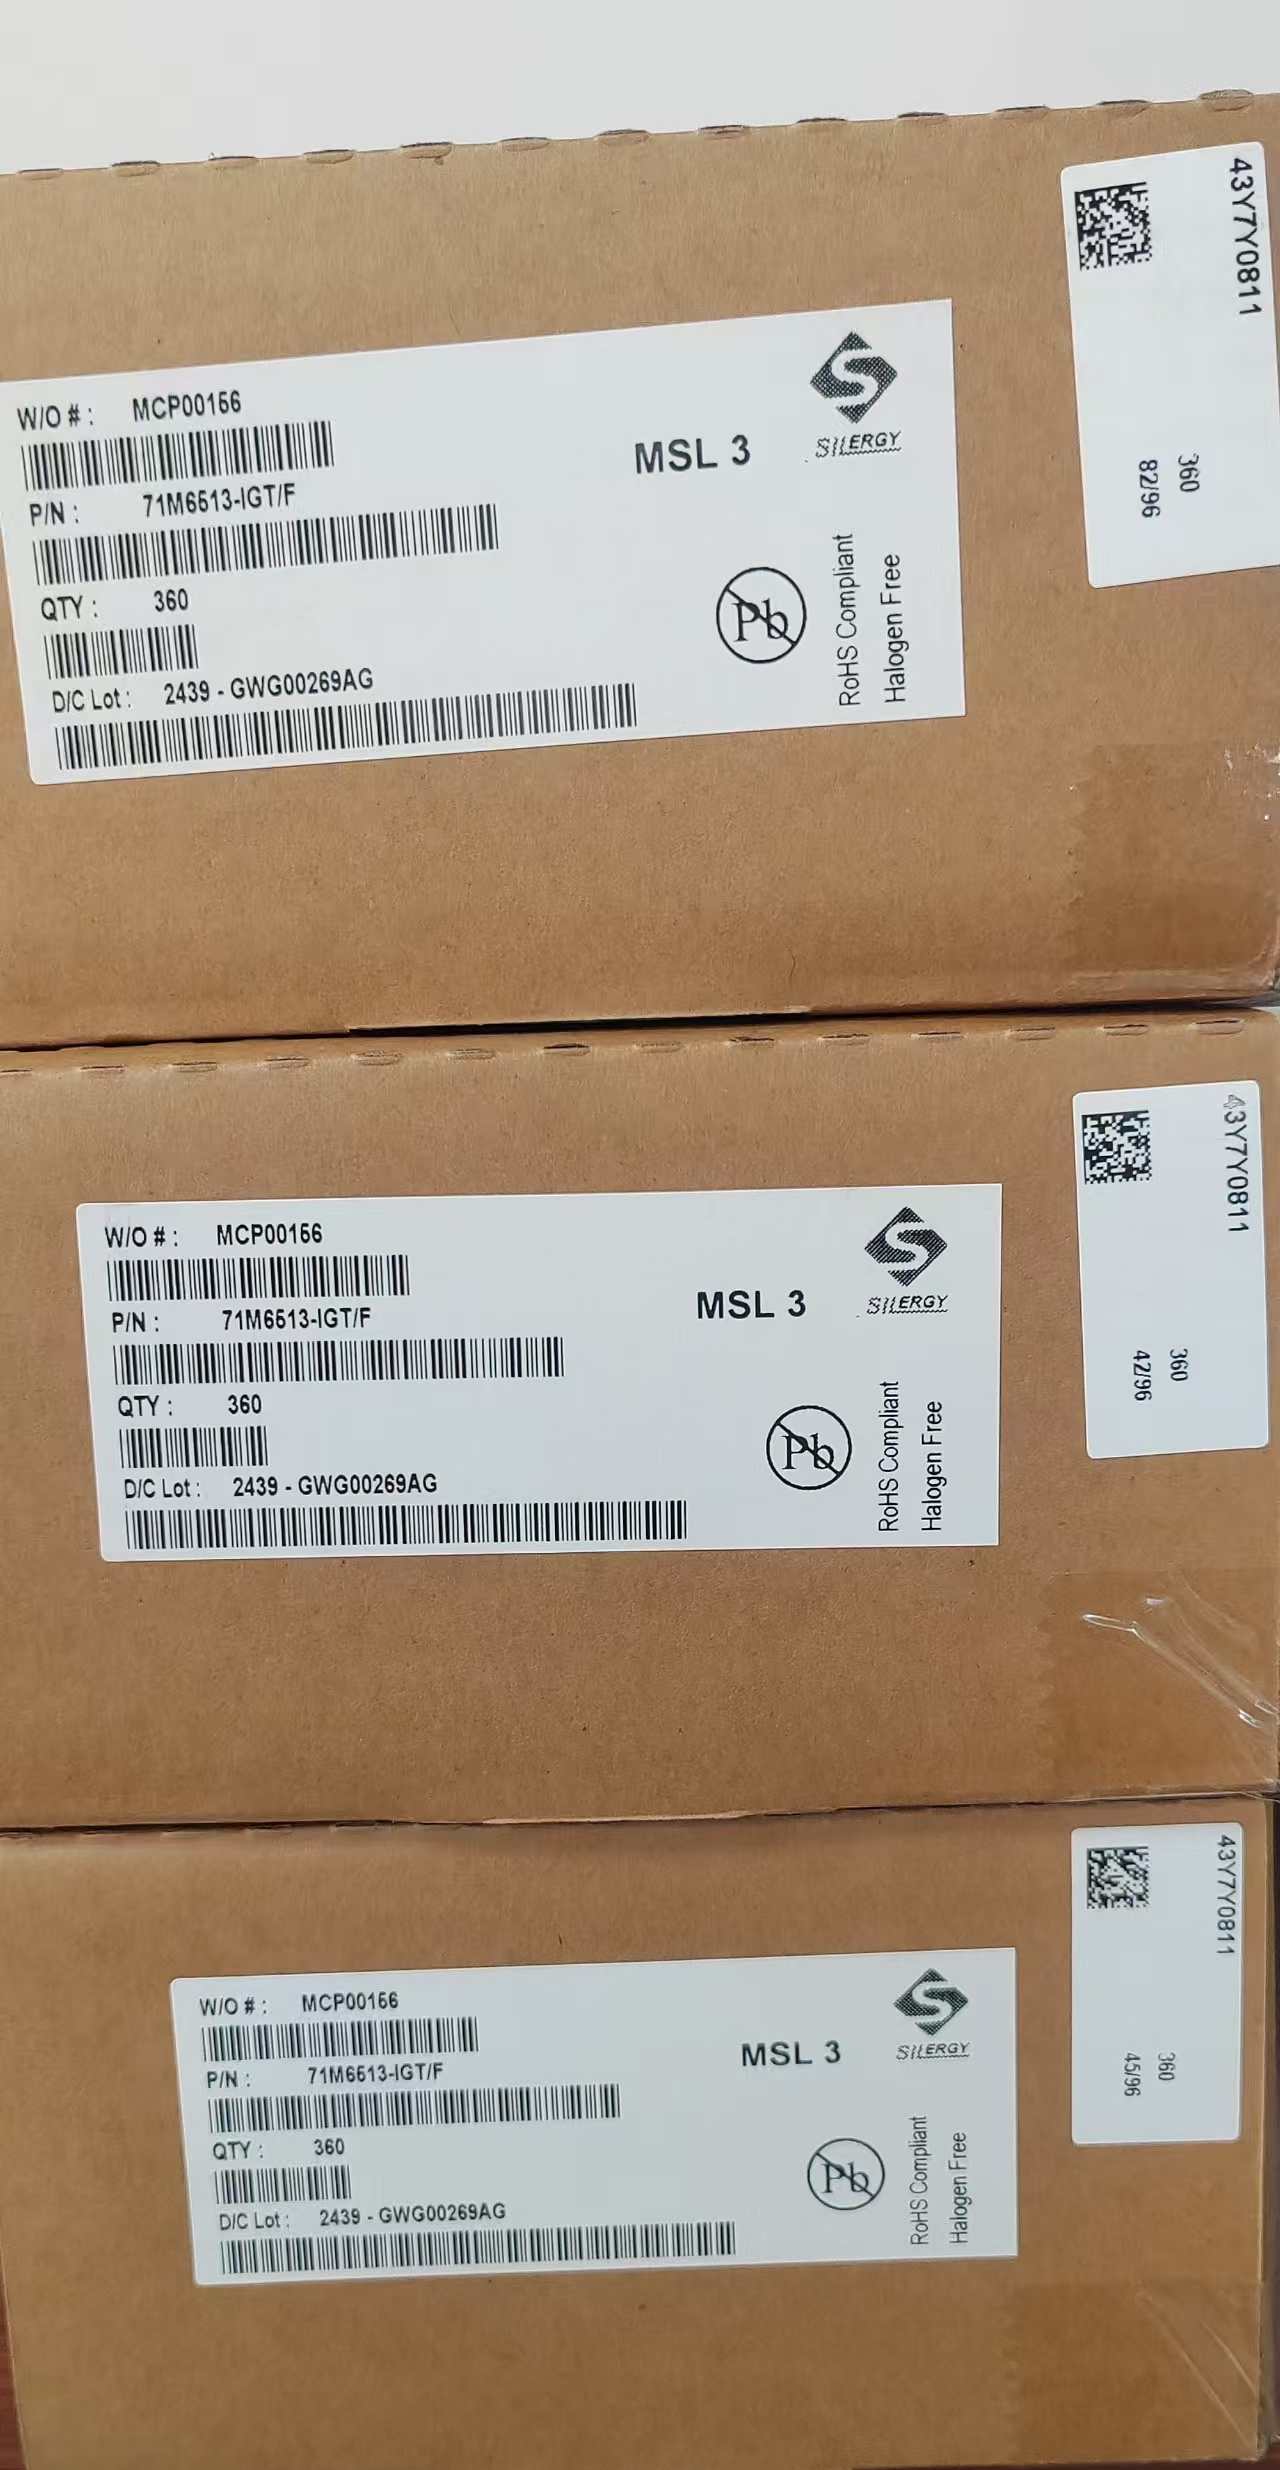 W/O # : MCP00156
P/N : 71M6513-IGT/F
QTY : 360
D/C Lot : 2439 - GWG00269AG
MSL 3
SILERGY
Pb
RoHS Compliant
Halogen Free
43Y7Y0811
360
82/96
W/O # : MCP00156
P/N : 71M6513-IGT/F
QTY : 360
D/C Lot : 2439 - GWG00269AG
MSL 3
SILERGY
Pb
RoHS Compliant
Halogen Free
43Y7Y0811
360
42/96
W/O # : MCP00156
P/N : 71M6513-IGT/F
QTY : 360
D/C Lot : 2439 - GWG00269AG
MSL 3
SILERGY
Pb
RoHS Compliant
Halogen Free
43Y7Y0811
360
45/96